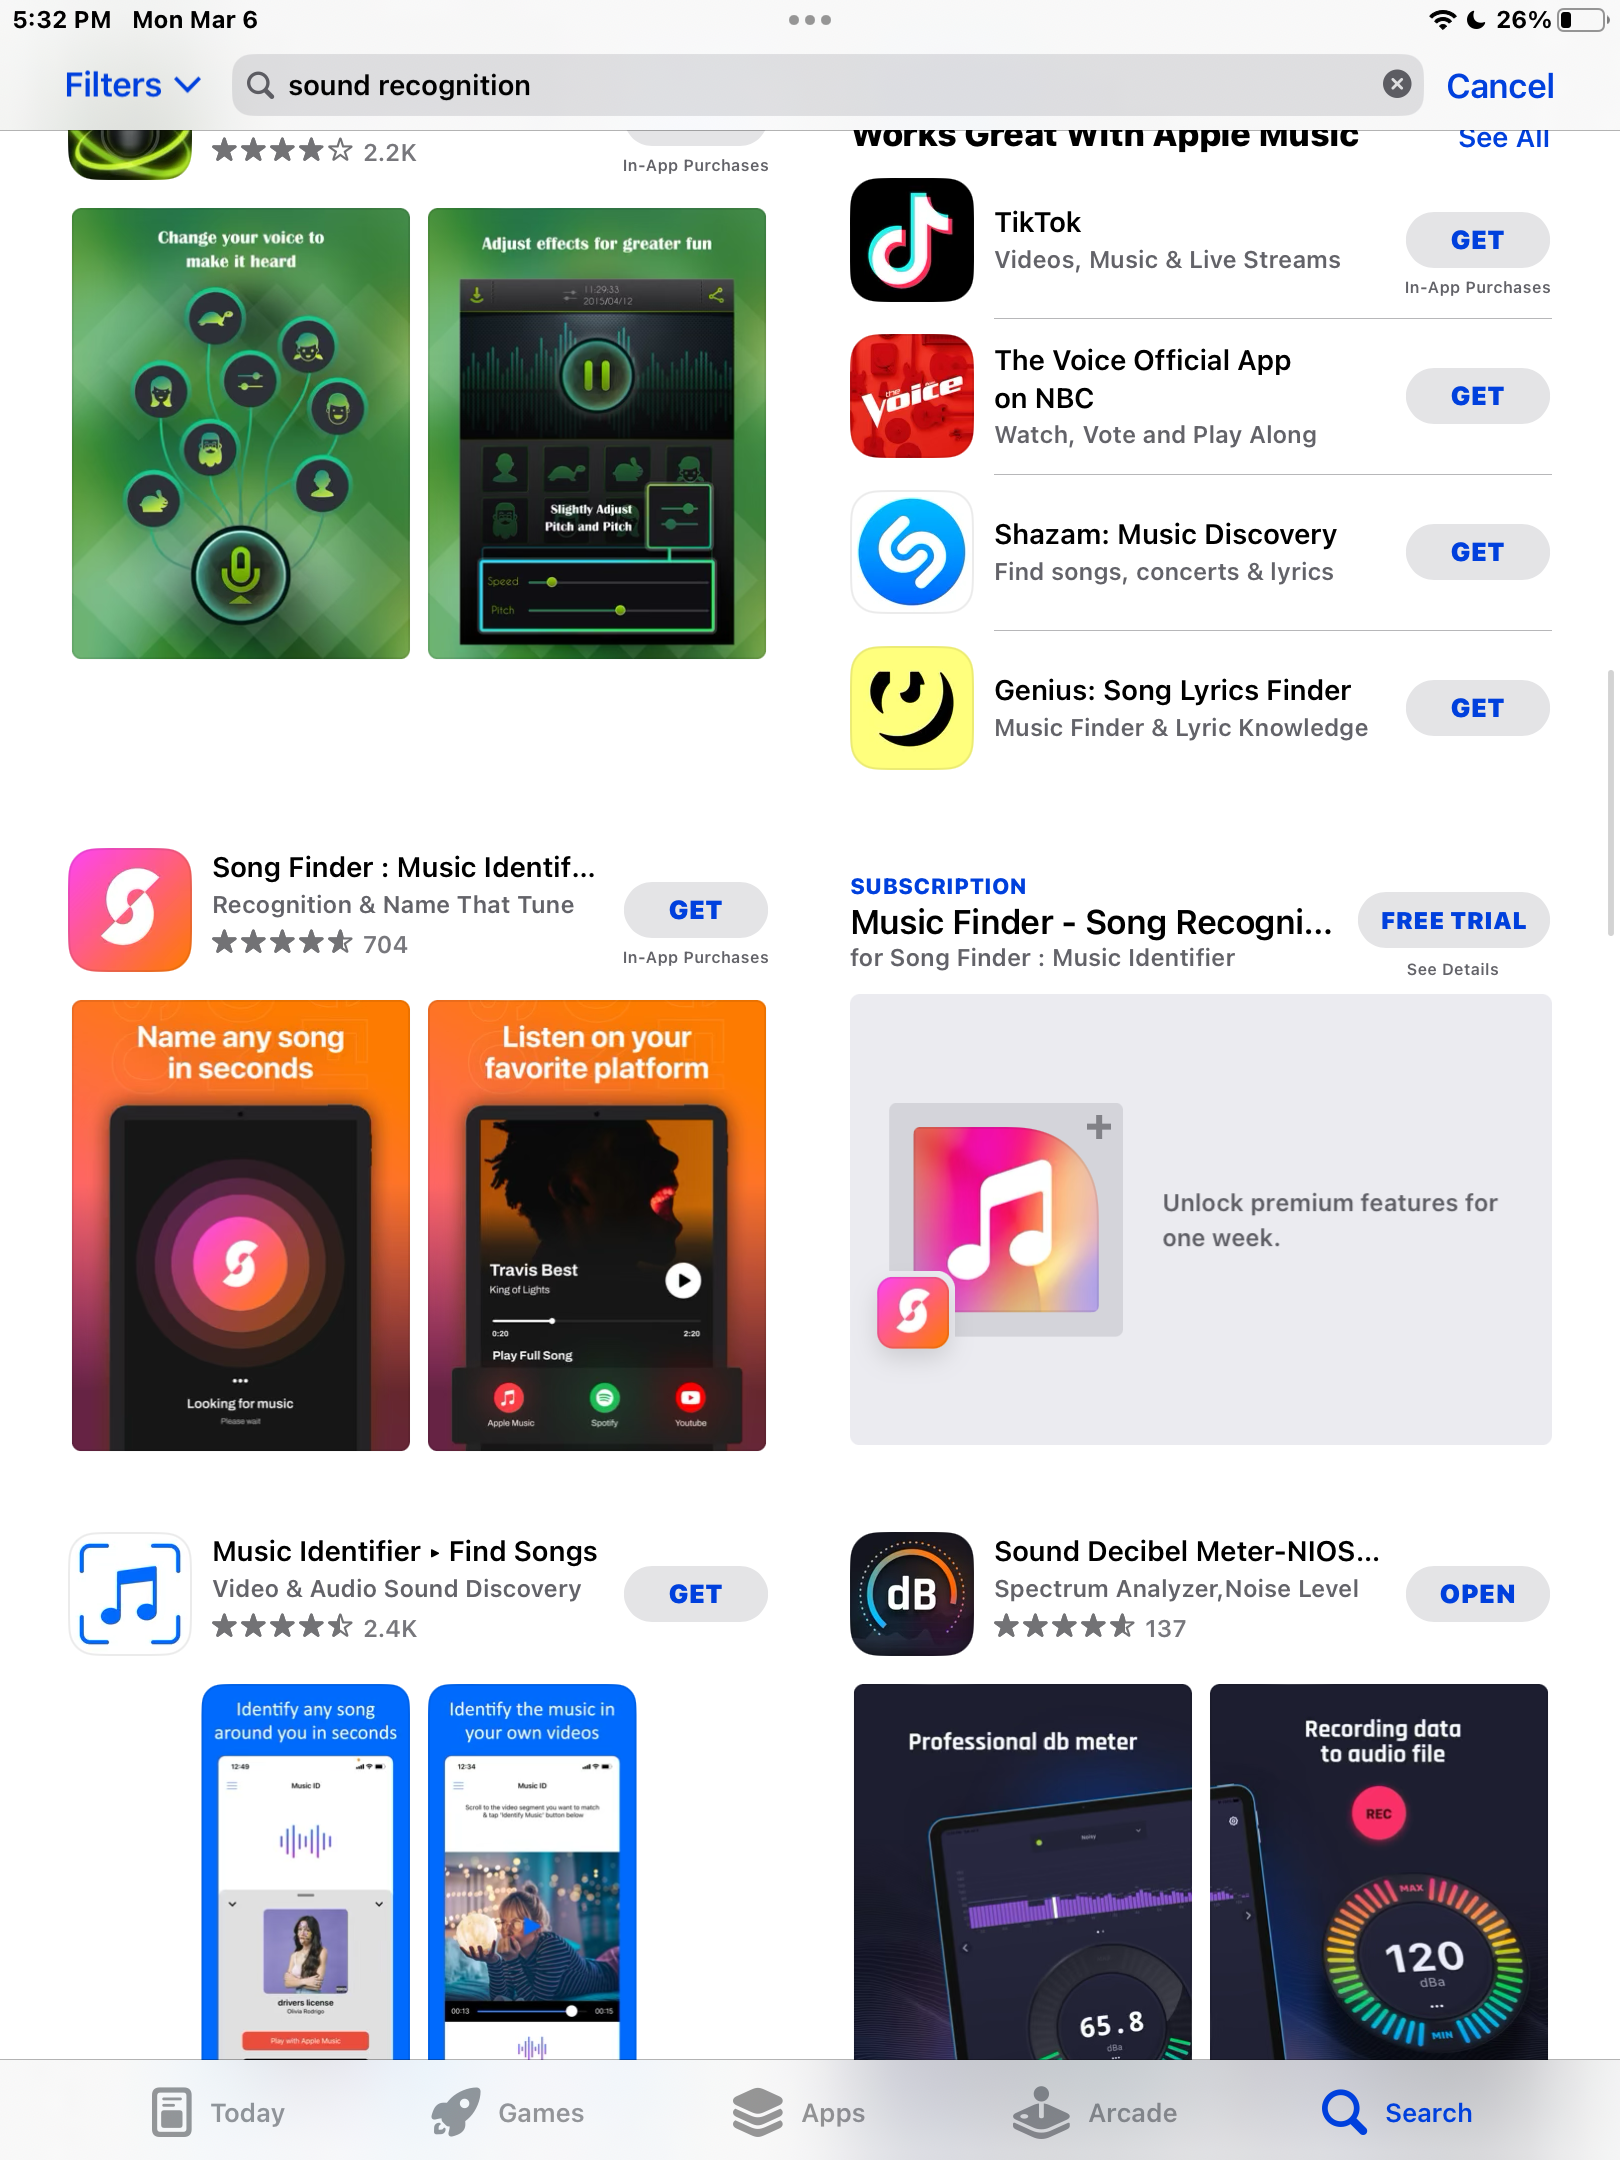 5:32 PM Mon Mar 6
26%
Filters
sound recognition
Cancel
2.2K
In-App Purchases
Change your voice to
make it heard
Adjust effects for greater fun
11:29:33
2015/04/12
Slightly Adjust
Pitch and Pitch
Speed
Pitch
Works Great With Apple Music
See All
TikTok
Videos, Music & Live Streams
GET
In-App Purchases
the
Voice
The Voice Official App
on NBC
Watch, Vote and Play Along
GET
Shazam: Music Discovery
Find songs, concerts & lyrics
GET
Genius: Song Lyrics Finder
Music Finder & Lyric Knowledge
GET
Song Finder : Music Identif...
Recognition & Name That Tune
704
GET
In-App Purchases
Name any song
in seconds
Looking for music
Please wait
Listen on your
favorite platform
Travis Best
King of Lights
0:20
2:20
Play Full Song
Apple Music
Spotify
Youtube
SUBSCRIPTION
Music Finder - Song Recogni...
for Song Finder : Music Identifier
FREE TRIAL
See Details
Unlock premium features for
one week.
Music Identifier ▸ Find Songs
Video & Audio Sound Discovery
2.4K
GET
Identify any song
around you in seconds
12:49
Music ID
drivers license
Olivia Rodrigo
Play with Apple Music
Identify the music in
your own videos
12:34
Music ID
Scroll to the video segment you want to match
& tap 'Identify Music' button below
00:13
00:15
dB
Sound Decibel Meter-NIOS...
Spectrum Analyzer,Noise Level
137
OPEN
Professional db meter
Noisy
65.8
dBa
Recording data
to audio file
REC
MAX
120
dBa
MIN
Today
Games
Apps
Arcade
Search